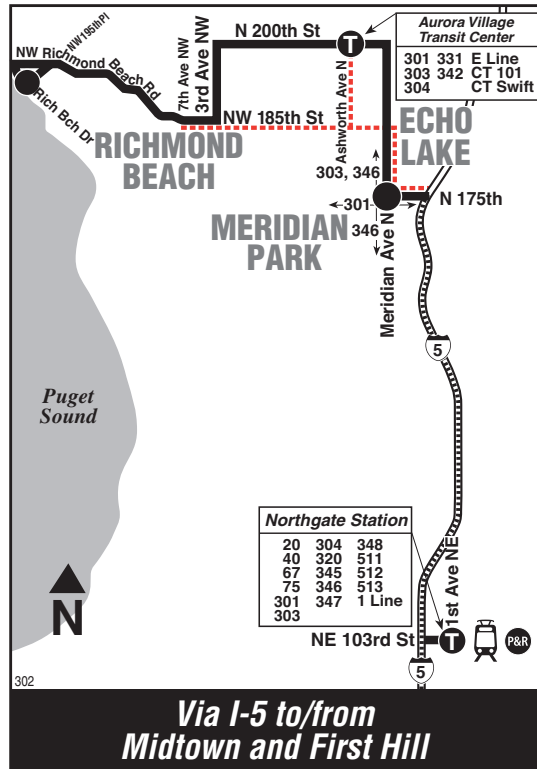 Aurora Village
Transit Center
301 331 E Line
303 342 CT 101
304 CT Swift
N 200th St
T
NW 195th Pl
NW Richmond Beach Rd
7th Ave NW
3rd Ave NW
Ashworth Ave N
Rich Bch Dr
NW 185th St
RICHMOND
BEACH
ECHO
LAKE
303, 346
301
346
N 175th
MERIDIAN
PARK
Meridian Ave N
5
Puget
Sound
Northgate Station
20 304 348
40 320 511
67 345 512
75 346 513
301 347 1 Line
303
1st Ave NE
NE 103rd St
T
P&R
N
5
302
Via I-5 to/from
Midtown and First Hill